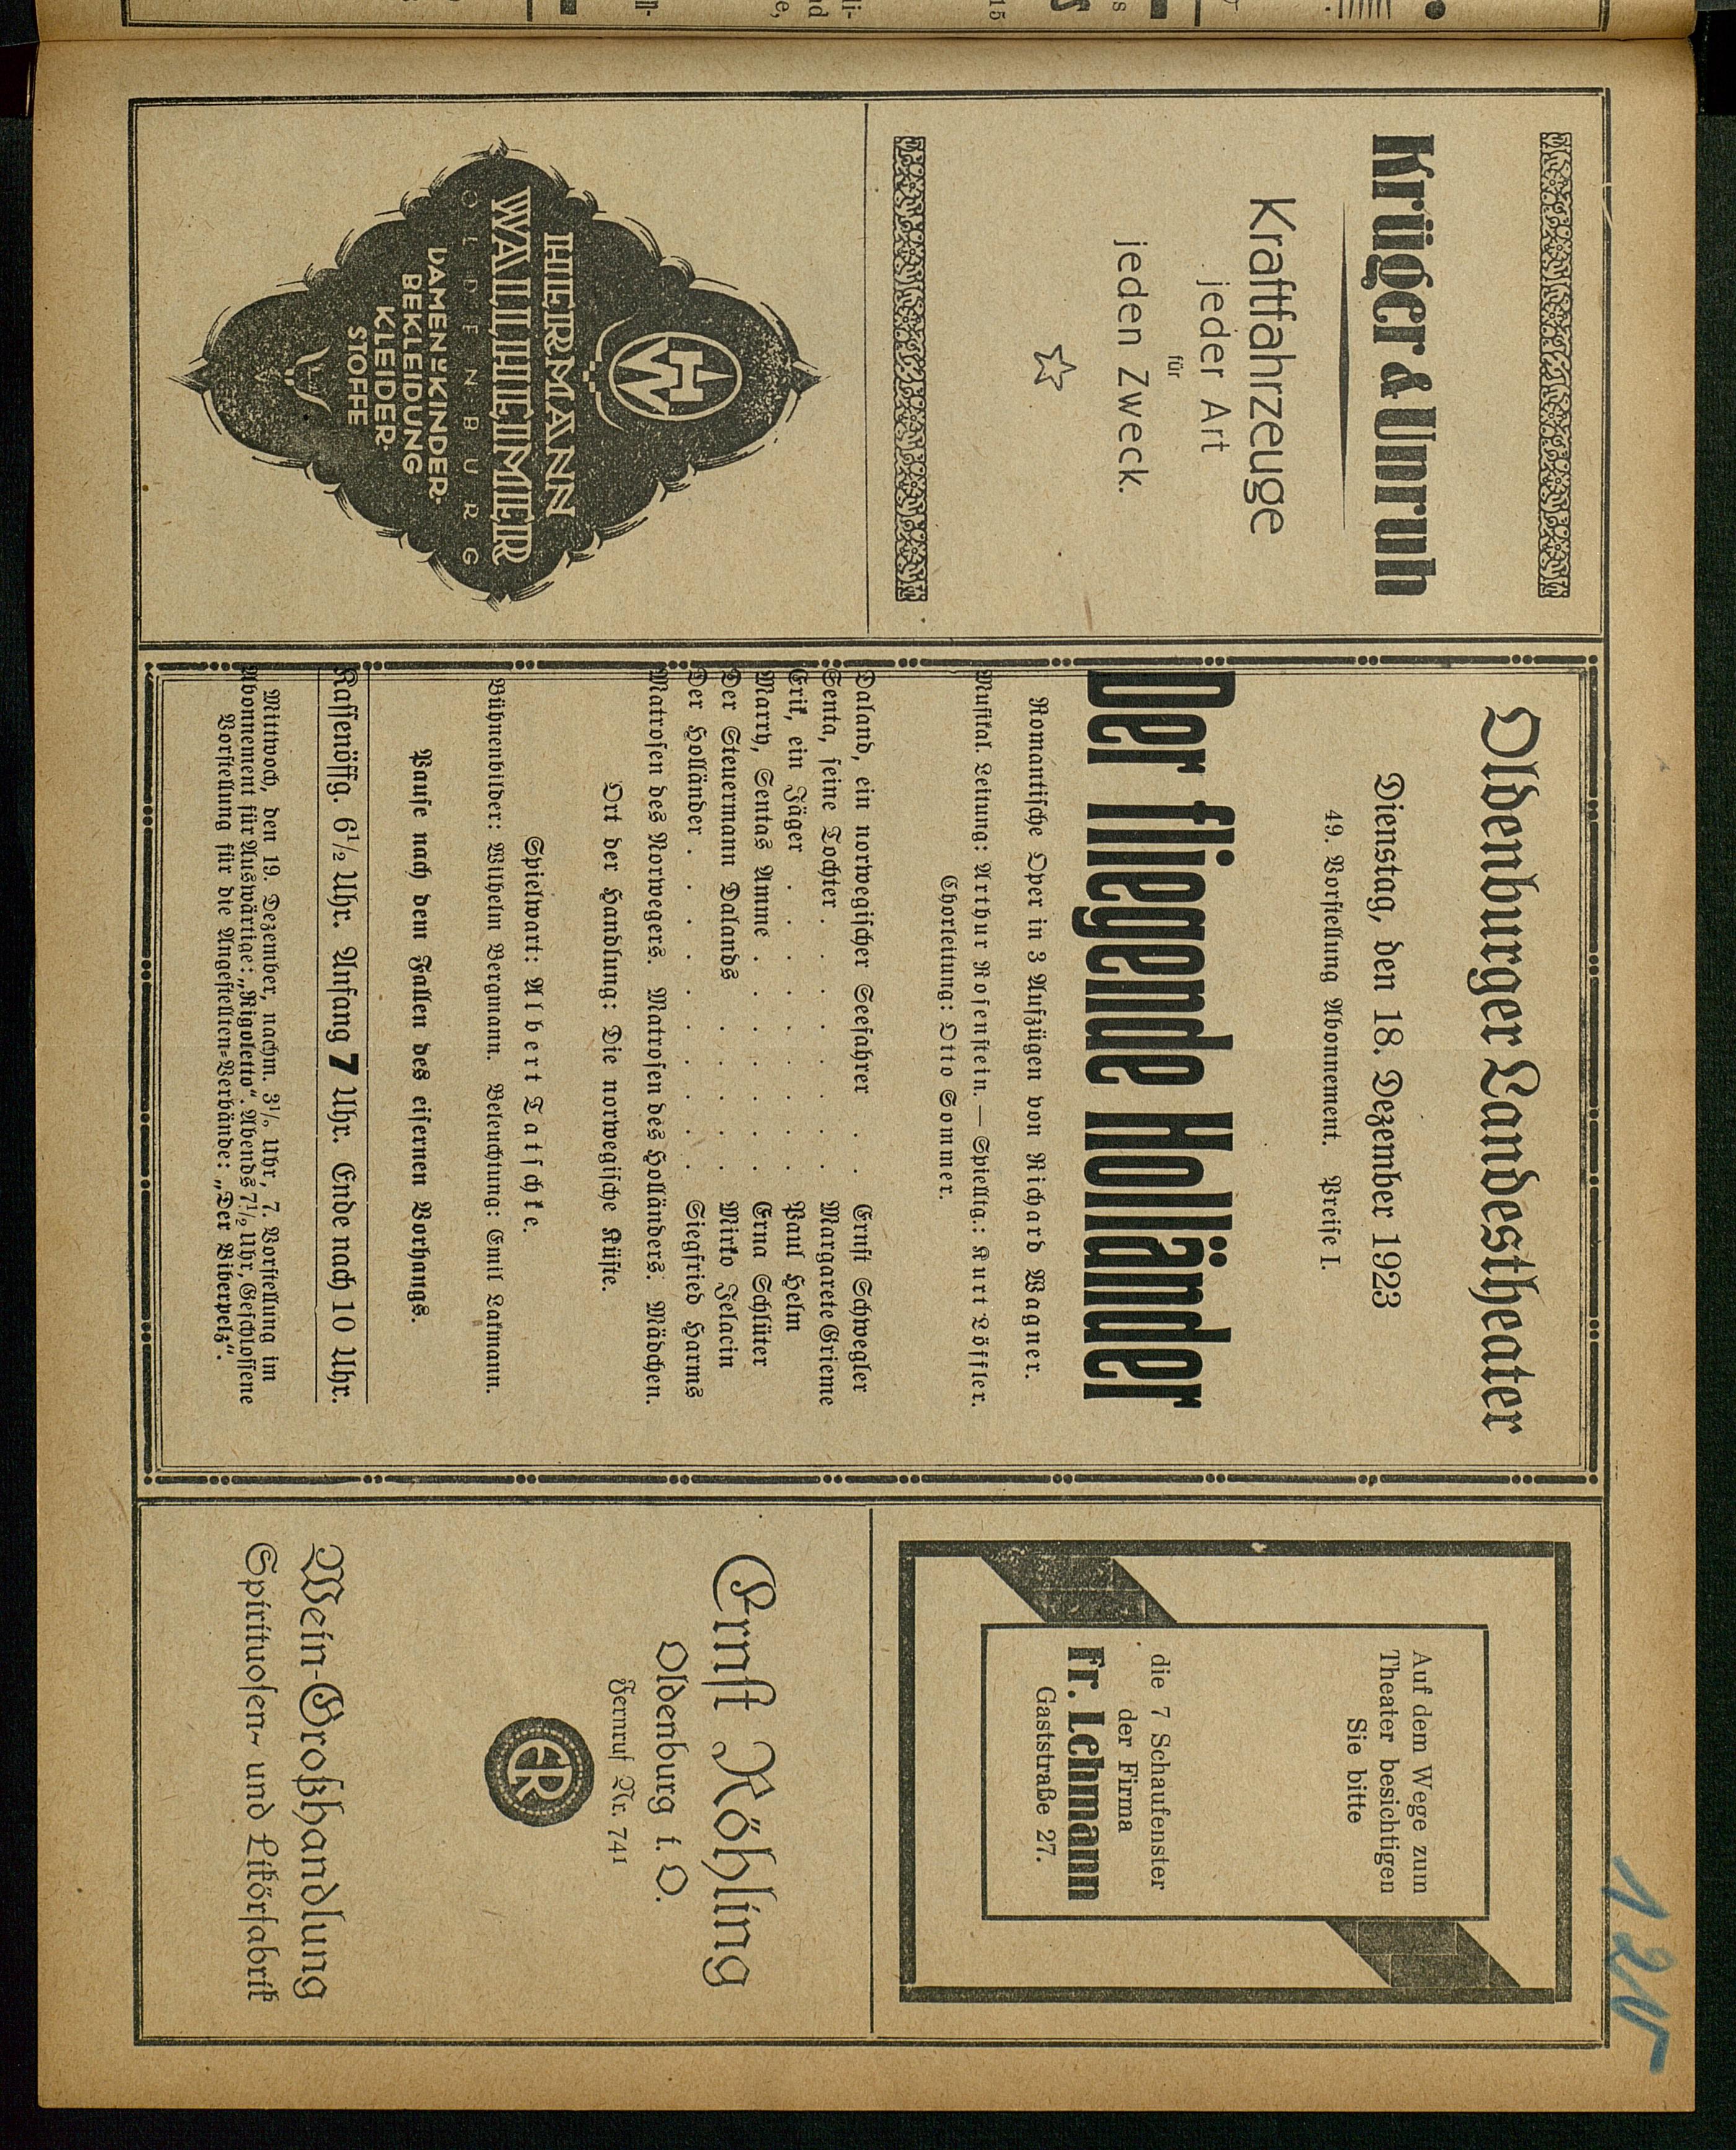 125
Krüger & Unruh
Kraftfahrzeuge
jeder Art
für
jeden Zweck.
HW
HERMANN
WALLHEIMER
OLDENBURG
DAMEN U. KINDER-
BEKLEIDUNG
KLEIDER-
STOFFE
Oldenburger Landestheater
Dienstag, den 18. Dezember 1923
49. Vorstellung Abonnement. Preise I.
Der fliegende Holländer
Romantische Oper in 3 Aufzügen von Richard Wagner.
Musikal. Leitung: Arthur Rosenstein. — Spielltg.: Kurt Löffler.
Chorleitung: Otto Sommer.
Daland, ein norwegischer Seefahrer . . Ernst Schwegler
Senta, seine Tochter . . . . . . . . Margarete Grieme
Erik, ein Jäger . . . . . . . . . Paul Helm
Marry, Sentas Amme . . . . . . . Erna Schlüter
Der Steuermann Dalands . . . . . Mirko Jelacin
Der Holländer . . . . . . . . . . Siegfried Harms
Matrosen des Norwegers. Matrosen des Holländers. Mädchen.
Ort der Handlung: Die norwegische Küste.
Spielwart: Albert Tatschke.
Bühnenbilder: Wilhelm Bergmann. Beleuchtung: Emil Lakmann.
Pause nach dem Fallen des eisernen Vorhangs.
Kassenöffg. 6½ Uhr. Anfang 7 Uhr. Ende nach 10 Uhr.
Mittwoch, den 19. Dezember, nachm. 3½ Uhr, 7. Vorstellung im
Abonnement für Auswärtige: „Rigoletto“. Abends 7½ Uhr, Geschlossene
Vorstellung für die Angestellten-Verbände: „Der Biberpelz“.
Auf dem Wege zum
Theater besichtigen
Sie bitte
die 7 Schaufenster
der Firma
Fr. Lehmann
Gaststraße 27.
Ernst Röhling
Oldenburg i. O.
Fernruf Nr. 741
ER
Wein-Großhandlung
Spirituosen- und Likörfabrik